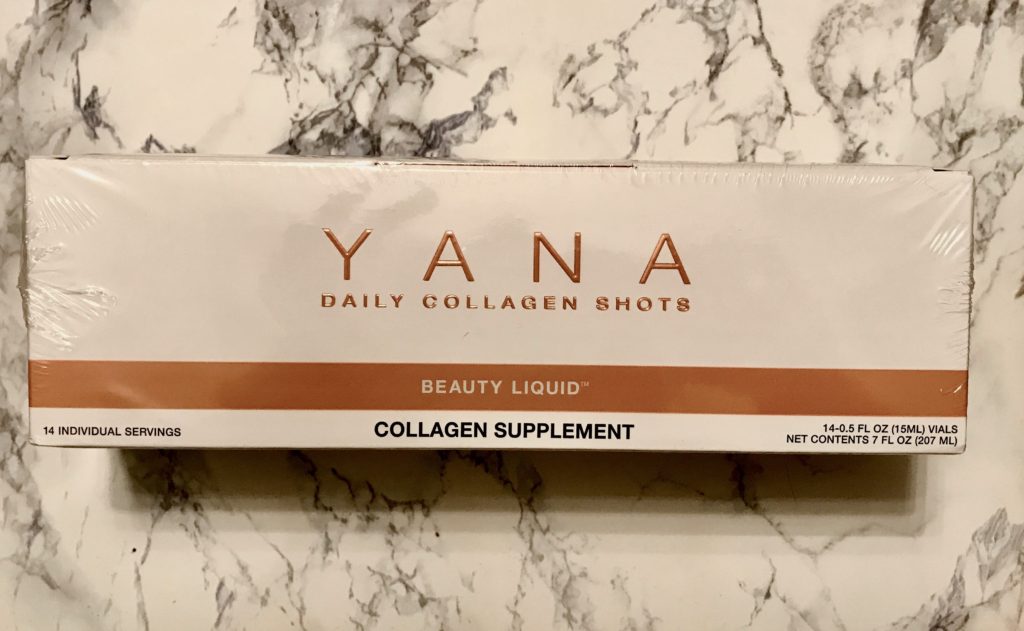 YANA
DAILY COLLAGEN SHOTS
BEAUTY LIQUID™
14 INDIVIDUAL SERVINGS
COLLAGEN SUPPLEMENT
14-0.5 FL OZ (15ML) VIALS
NET CONTENTS 7 FL OZ (207 ML)